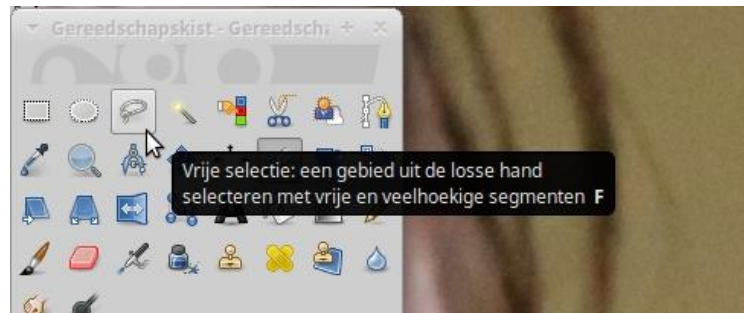 Gereedschapskist - Gereedsch
Vrije selectie: een gebied uit de losse hand
selecteren met vrije en veelhoekige segmenten F